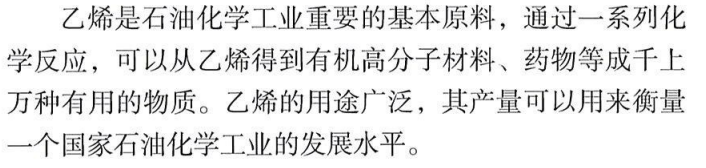 乙烯是石油化学工业重要的基本原料，通过一系列化
学反应，可以从乙烯得到有机高分子材料、药物等成千上
万种有用的物质。乙烯的用途广泛，其产量可以用来衡量
一个国家石油化学工业的发展水平。